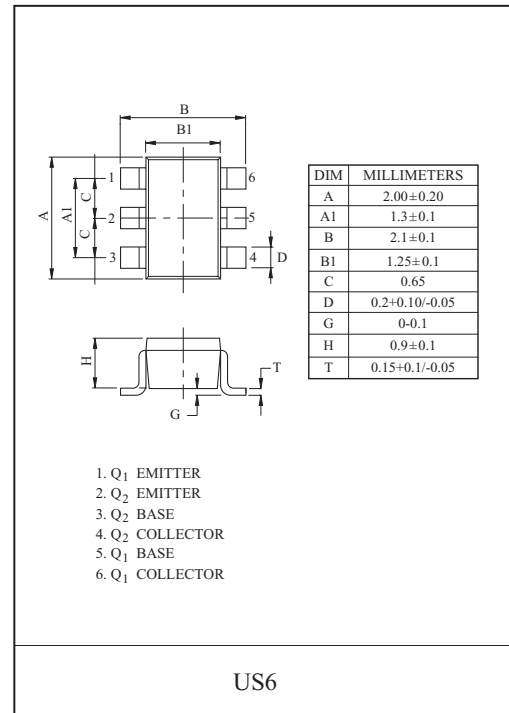 B
B1
1
6
A
A1
C
2
5
C
3
4
D
H
T
G
DIM MILLIMETERS
A 2.00±0.20
A1 1.3±0.1
B 2.1±0.1
B1 1.25±0.1
C 0.65
D 0.2+0.10/-0.05
G 0-0.1
H 0.9±0.1
T 0.15+0.1/-0.05
1. Q1 EMITTER
2. Q2 EMITTER
3. Q2 BASE
4. Q2 COLLECTOR
5. Q1 BASE
6. Q1 COLLECTOR
US6